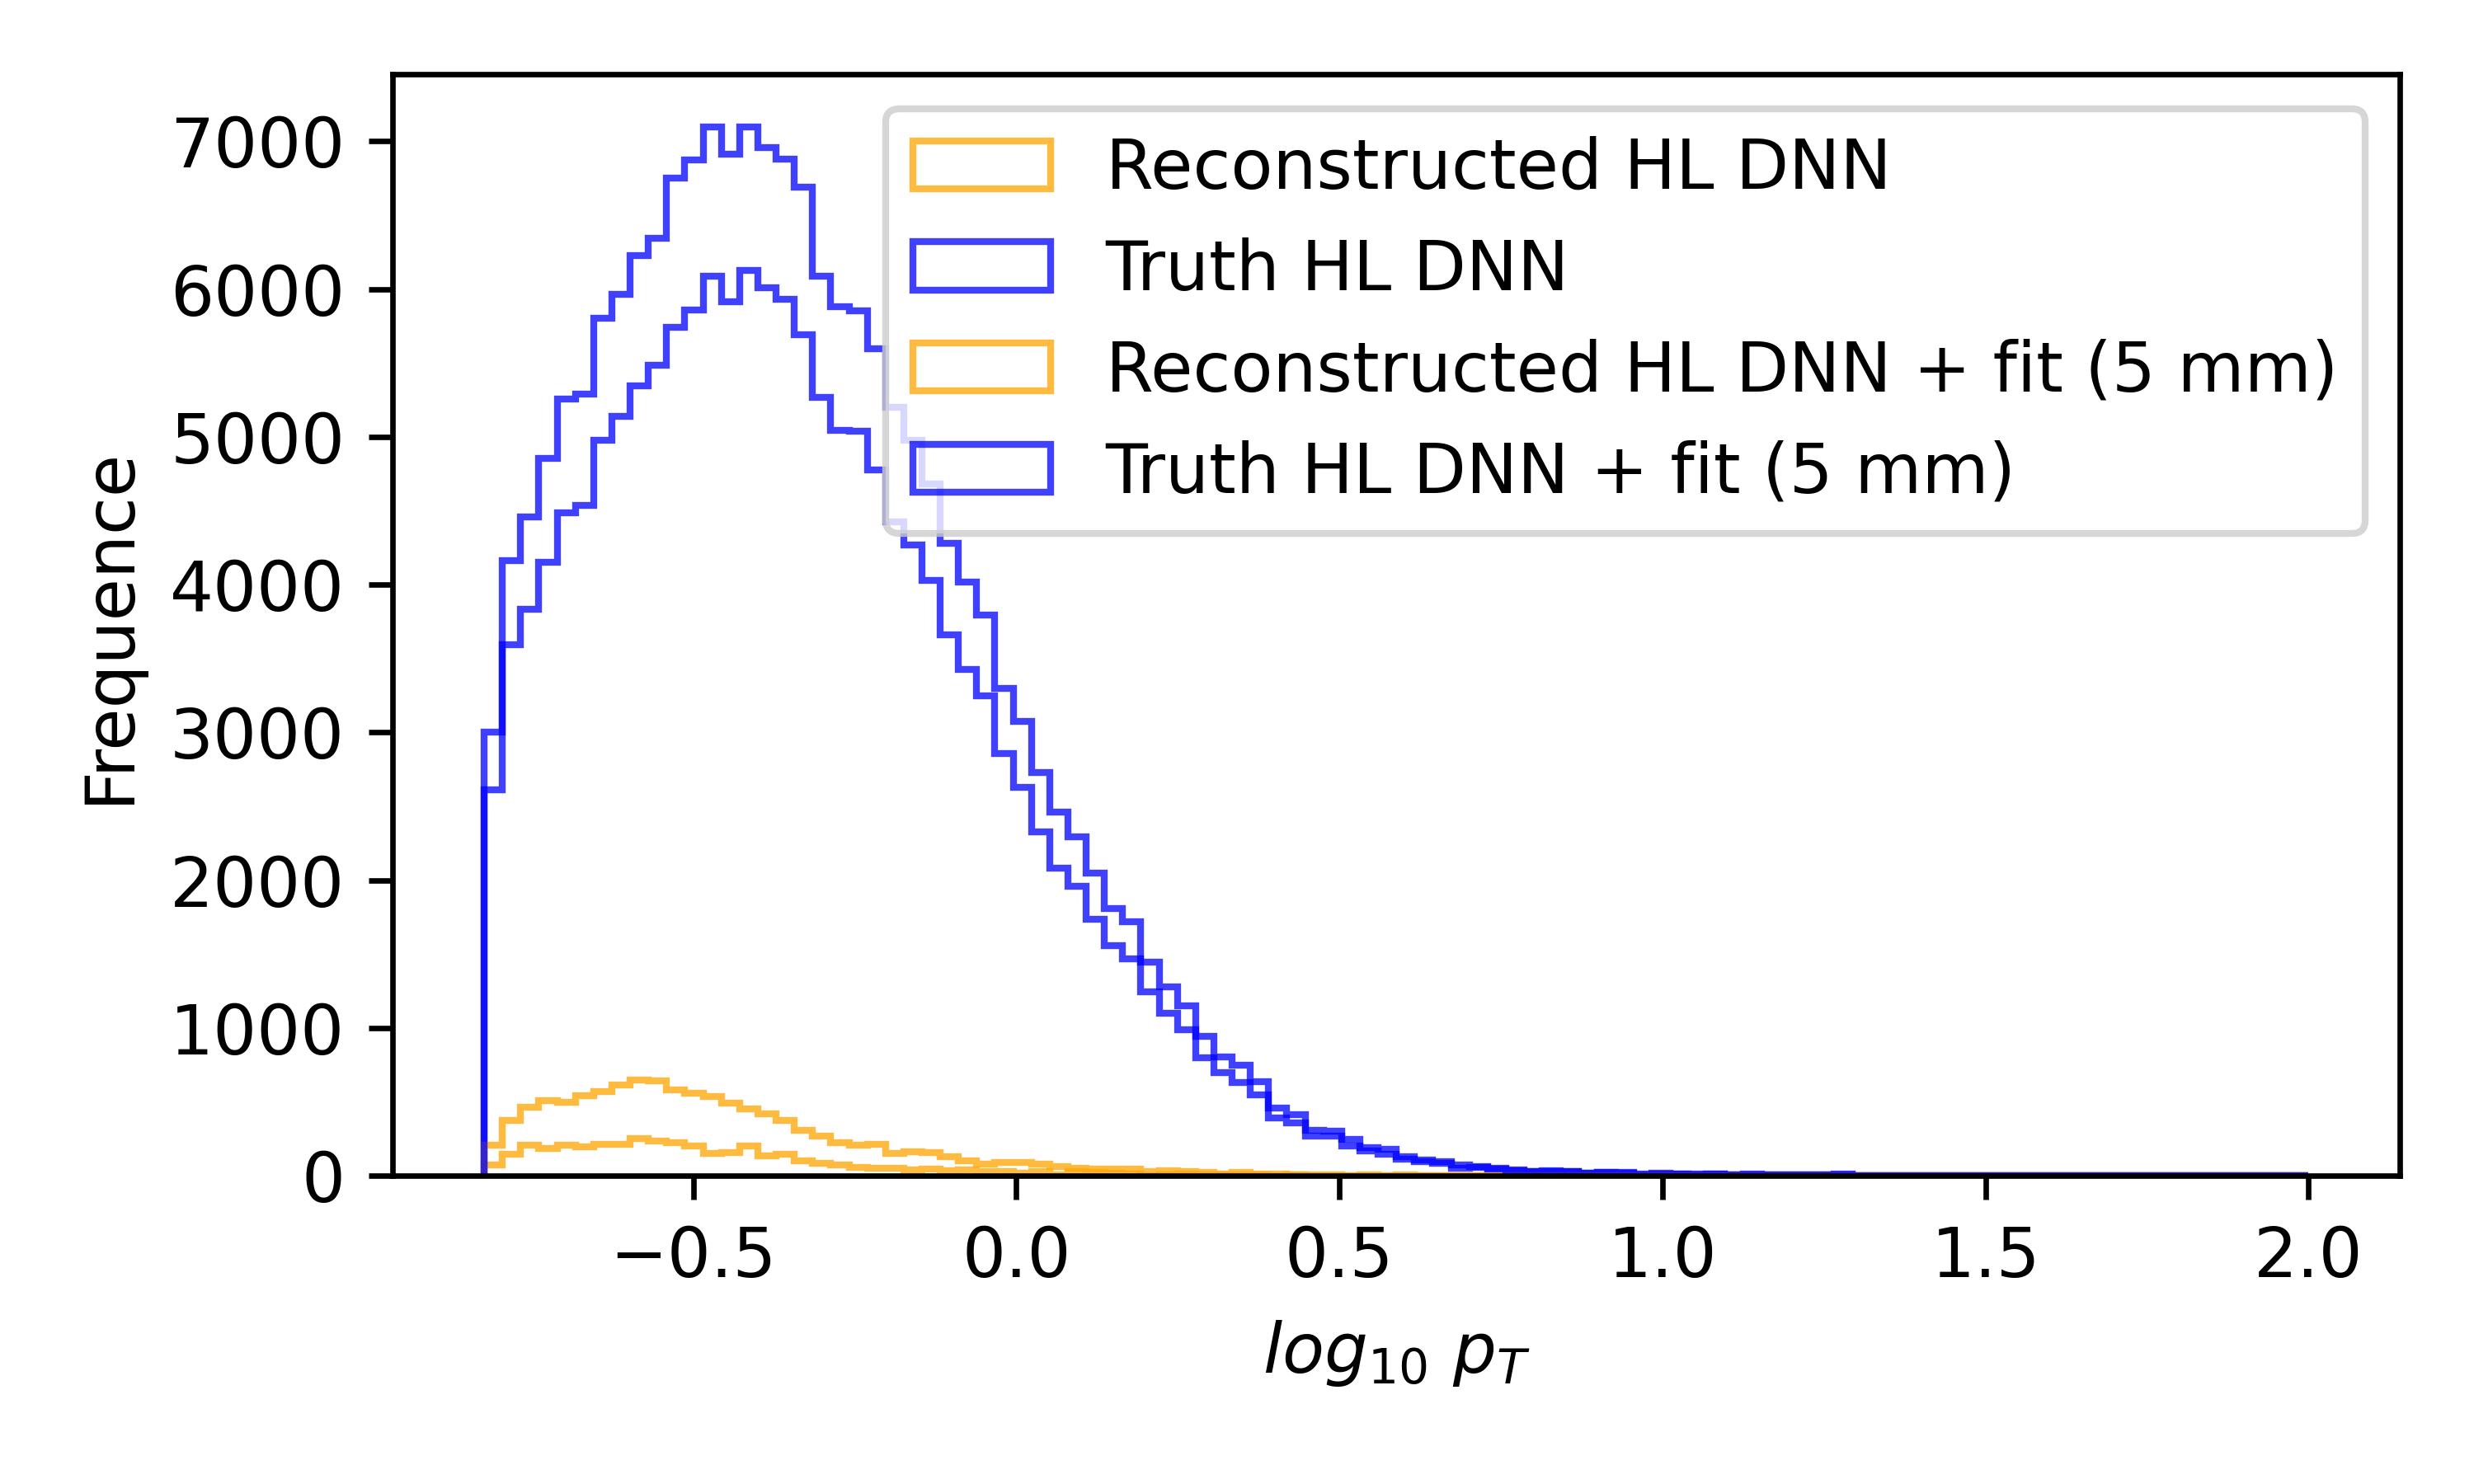 Frequence
7000
6000
5000
4000
3000
2000
1000
0
Reconstructed HL DNN
Truth HL DNN
Reconstructed HL DNN + fit (5 mm)
Truth HL DNN + fit (5 mm)
−0.5 0.0 0.5 1.0 1.5 2.0
log₁₀ p_T